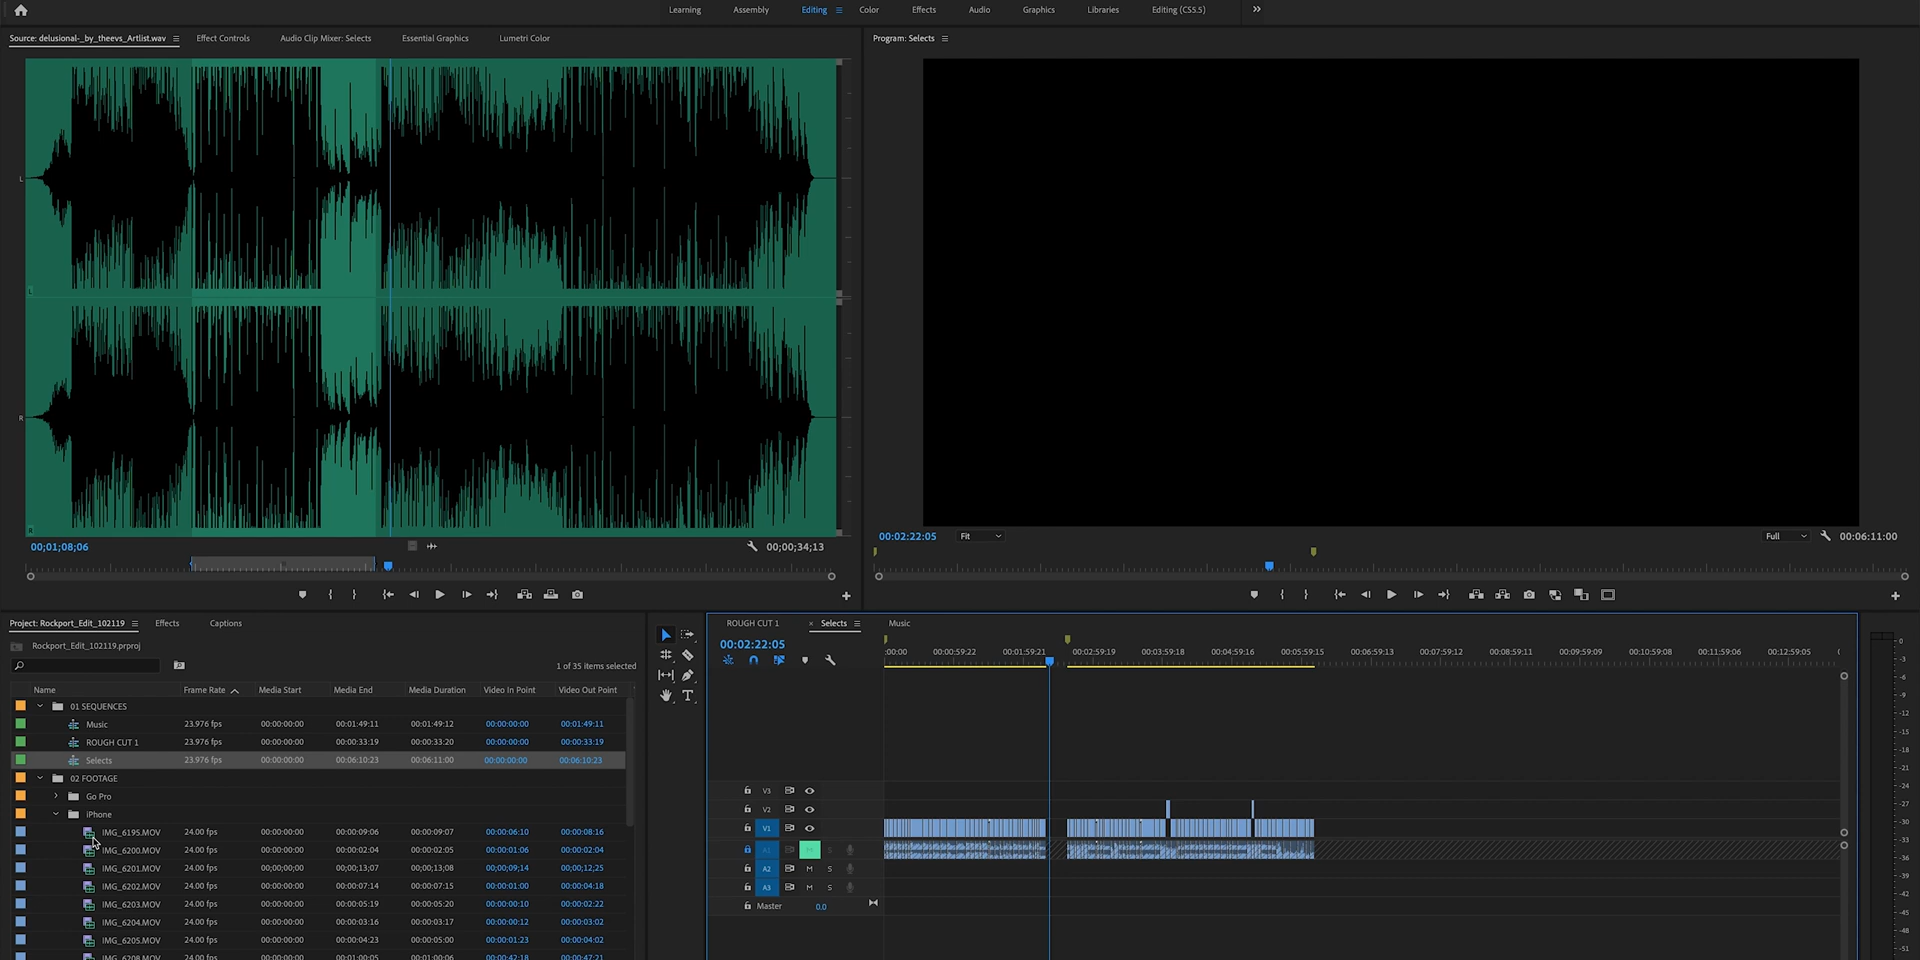 Learning Assembly Editing Color Effects Audio Graphics Libraries Editing (CS5.5)
Source: delusional-_by_theevs_Artlist.wav Effect Controls Audio Clip Mixer: Selects Essential Graphics Lumetri Color
Program: Selects
L
R
00;01;08;06 00;00;34;13
00:02:22:05 Fit Full 00:06:11:00
Project: Rockport_Edit_102119 Effects Captions
Rockport_Edit_102119.prproj
1 of 35 items selected
Name Frame Rate Media Start Media End Media Duration Video In Point Video Out Point
01 SEQUENCES
Music 23.976 fps 00:00:00:00 00:01:49:11 00:01:49:12 00:00:00:00 00:01:49:11
ROUGH CUT 1 23.976 fps 00:00:00:00 00:00:33:19 00:00:33:20 00:00:00:00 00:00:33:19
Selects 23.976 fps 00:00:00:00 00:06:10:23 00:06:11:00 00:00:00:00 00:06:10:23
02 FOOTAGE
Go Pro
iPhone
IMG_6195.MOV 24.00 fps 00:00:00:00 00:00:09:06 00:00:09:07 00:00:06:10 00:00:08:16
IMG_6200.MOV 24.00 fps 00:00:00:00 00:00:02:04 00:00:02:05 00:00:01:06 00:00:02:04
IMG_6201.MOV 24.00 fps 00;00;00;00 00;00;13;07 00;00;13;08 00;00;09;14 00;00;12;25
IMG_6202.MOV 24.00 fps 00:00:00:00 00:00:07:14 00:00:07:15 00:00:01:00 00:00:04:18
IMG_6203.MOV 24.00 fps 00:00:00:00 00:00:05:19 00:00:05:20 00:00:00:10 00:00:02:22
IMG_6204.MOV 24.00 fps 00:00:00:00 00:00:03:16 00:00:03:17 00:00:00:12 00:00:03:02
IMG_6205.MOV 24.00 fps 00:00:00:00 00:00:04:23 00:00:05:00 00:00:01:23 00:00:04:02
IMG_6208.MOV 24.00 fps 00:00:00:00 00:01:00:05 00:01:00:06 00:00:42:18 00:00:47:21
T
ROUGH CUT 1 × Selects Music
00:02:22:05
:00:00 00:00:59:22 00:01:59:21 00:02:59:19 00:03:59:18 00:04:59:16 00:05:59:15 00:06:59:13 00:07:59:12 00:08:59:11 00:09:59:09 00:10:59:08 00:11:59:06 00:12:59:05
V3
V2
V1
A1 M S
A2 M S
A3 M S
Master 0.0
0
-3
-6
-9
-12
-15
-18
-21
-24
-27
-30
-33
-36
-39
-42
-45
-48
-51